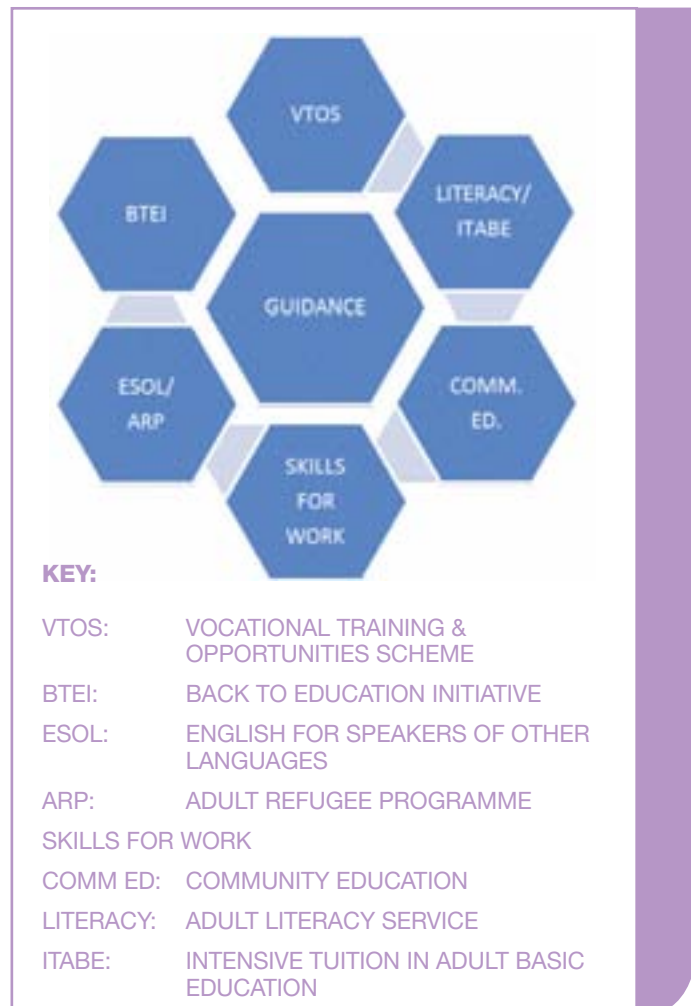 VTOS
BTEI
LITERACY/
ITABE
GUIDANCE
ESOL/
ARP
COMM.
ED.
SKILLS
FOR
WORK
KEY:
VTOS: VOCATIONAL TRAINING &
OPPORTUNITIES SCHEME
BTEI: BACK TO EDUCATION INITIATIVE
ESOL: ENGLISH FOR SPEAKERS OF OTHER
LANGUAGES
ARP: ADULT REFUGEE PROGRAMME
SKILLS FOR WORK
COMM ED: COMMUNITY EDUCATION
LITERACY: ADULT LITERACY SERVICE
ITABE: INTENSIVE TUITION IN ADULT BASIC
EDUCATION